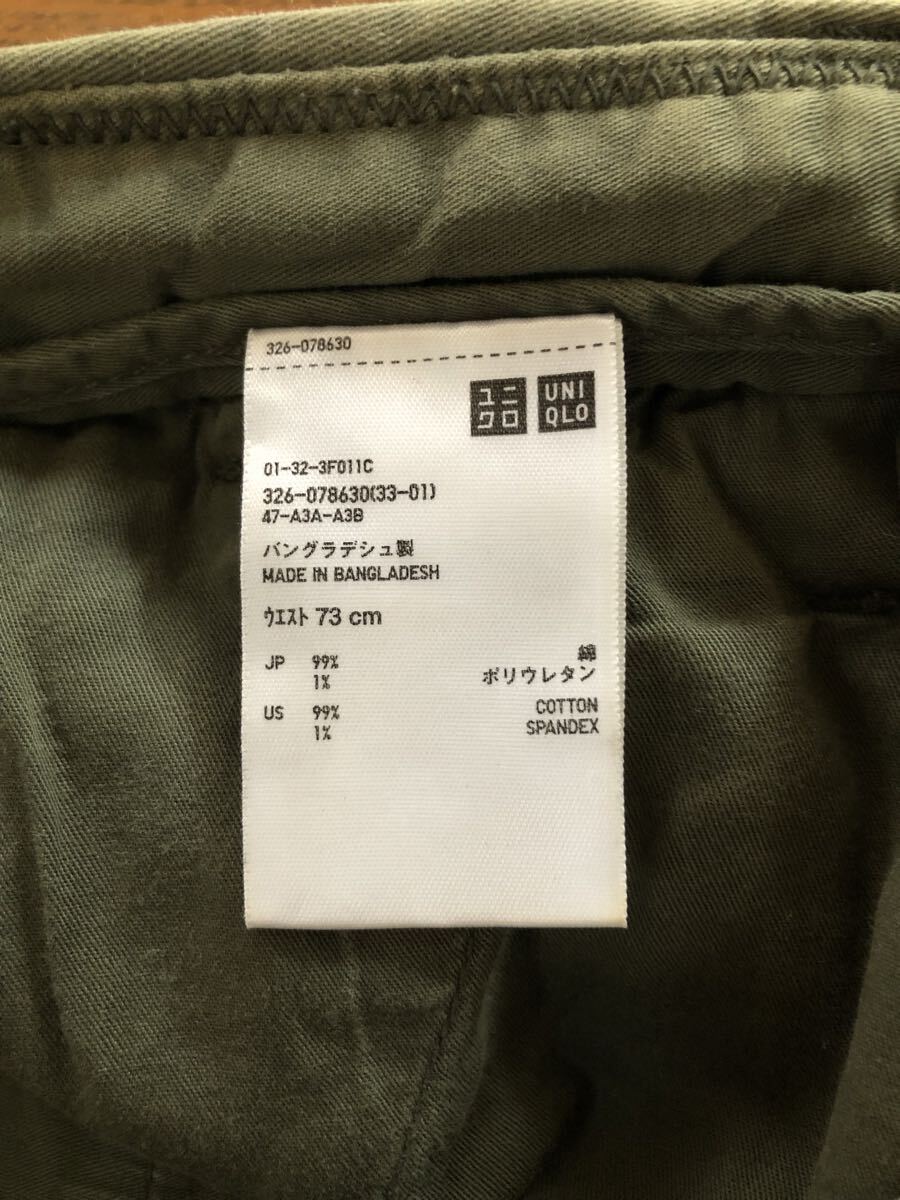 326-078630
ユニ UNI
クロ QLO
01-32-3F011C
326-078630(33-01)
47-A3A-A3B
バングラデシュ製
MADE IN BANGLADESH
ウエスト 73 cm
JP 99% 綿
1% ポリウレタン
US 99% COTTON
1% SPANDEX